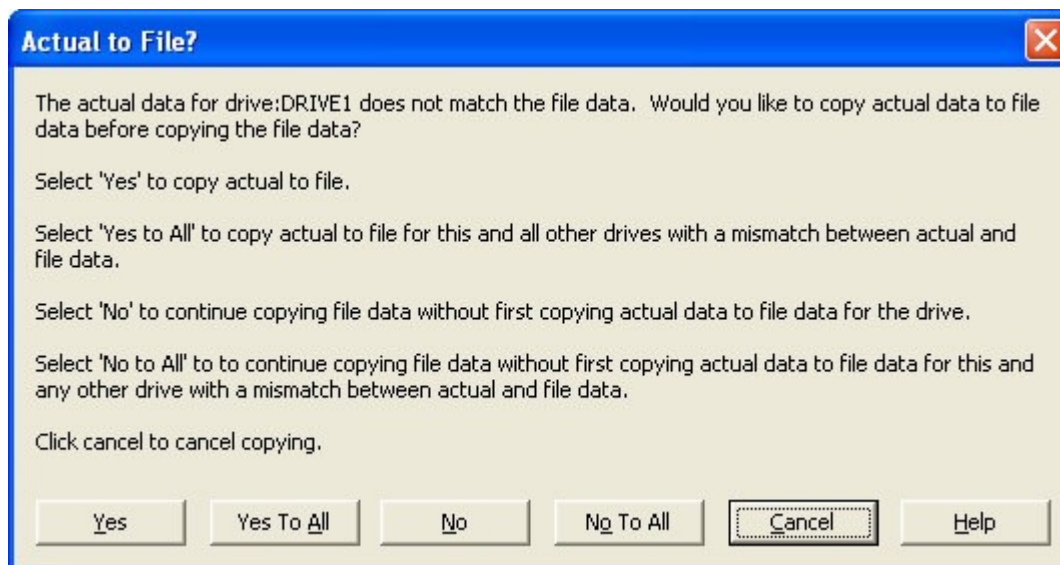 Actual to File?
The actual data for drive:DRIVE1 does not match the file data.  Would you like to copy actual data to file
data before copying the file data?
Select 'Yes' to copy actual to file.
Select 'Yes to All' to copy actual to file for this and all other drives with a mismatch between actual and
file data.
Select 'No' to continue copying file data without first copying actual data to file data for the drive.
Select 'No to All' to to continue copying file data without first copying actual data to file data for this and
any other drive with a mismatch between actual and file data.
Click cancel to cancel copying.
Yes Yes To All No No To All Cancel Help